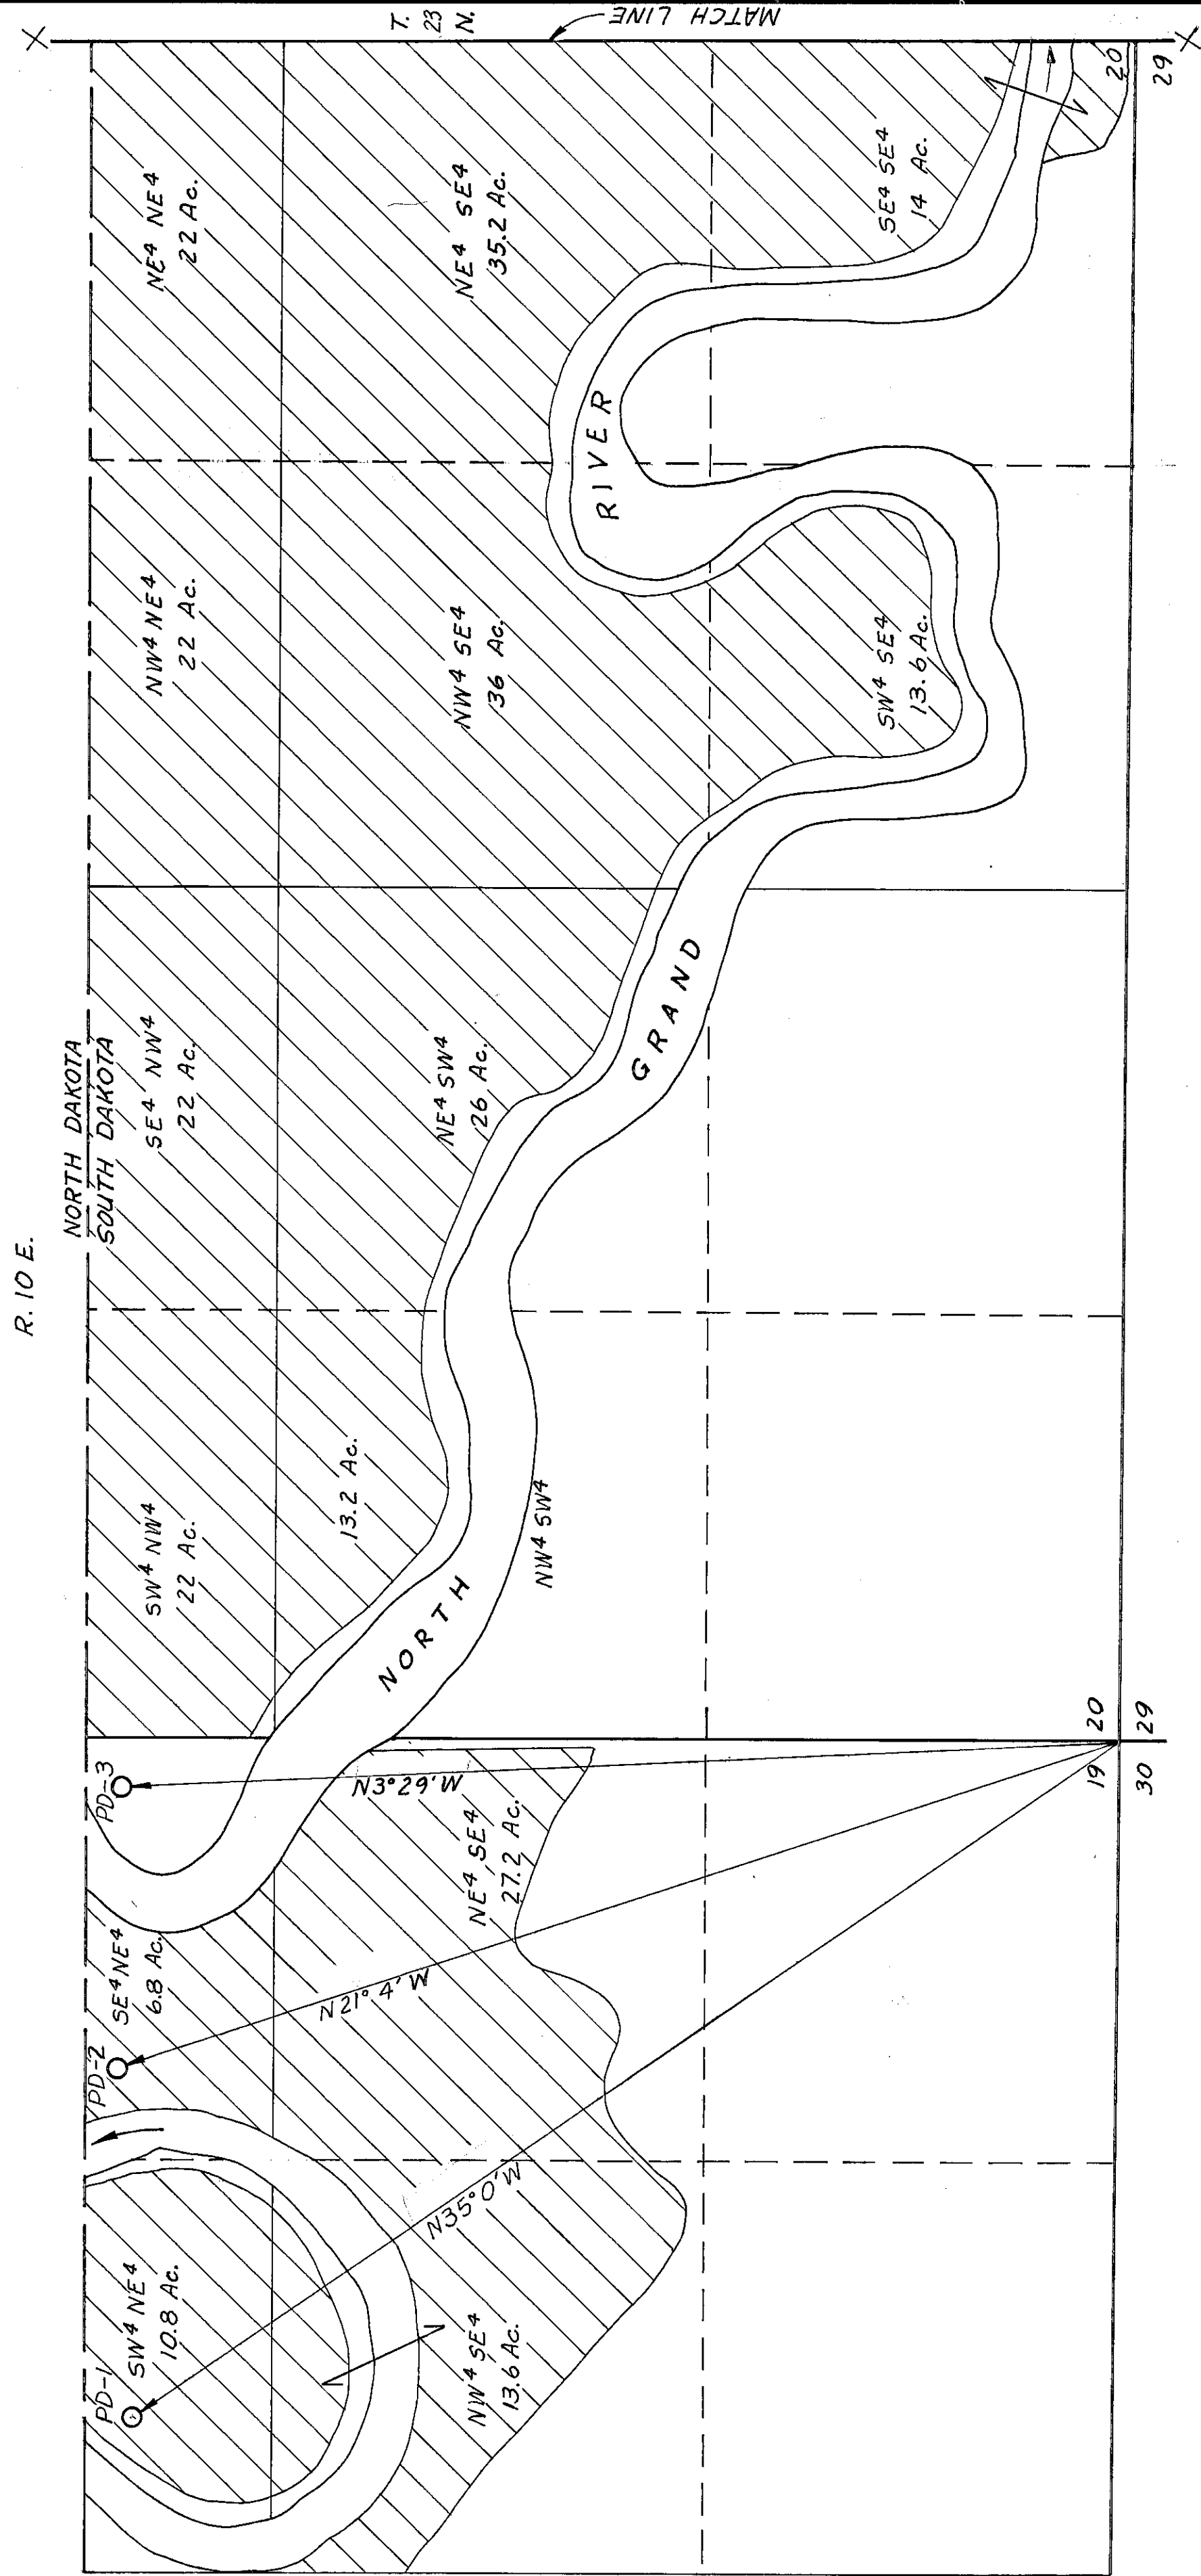 R. 10 E.
T.
23
N.
MATCH LINE
X
X
NORTH DAKOTA
SOUTH DAKOTA
PD-1
SW⁴ NE⁴
10.8 Ac.
PD-2
SE⁴ NE⁴
6.8 Ac.
PD-3
SW⁴ NW⁴
22 Ac.
SE⁴ NW⁴
22 Ac.
NW⁴ NE⁴
22 Ac.
NE⁴ NE⁴
22 Ac.
NW⁴ SE⁴
13.6 Ac.
N35°0'W
N21°4'W
NE⁴ SE⁴
27.2 Ac.
N3°29'W
13.2 Ac.
NW⁴ SW⁴
NE⁴ SW⁴
26 Ac.
NW⁴ SE⁴
36 Ac.
NE⁴ SE⁴
35.2 Ac.
NORTH
GRAND
RIVER
SW⁴ SE⁴
13.6 Ac.
SE⁴ SE⁴
14 Ac.
19
20
30
29
20
29